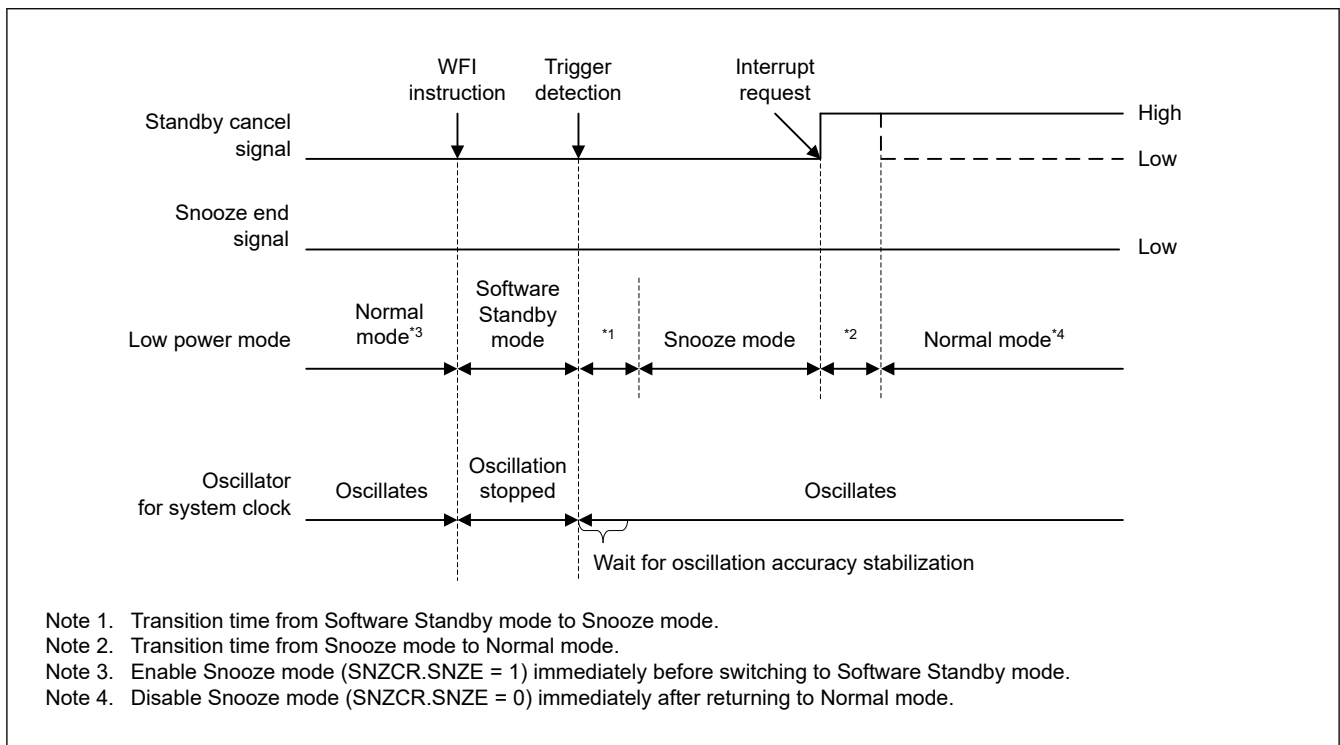 WFI
instruction
Trigger
detection
Interrupt
request
Standby cancel
signal
High
Low
Snooze end
signal
Low
Low power mode
Normal
mode*3
Software
Standby
mode
*1
Snooze mode
*2
Normal mode*4
Oscillator
for system clock
Oscillates
Oscillation
stopped
Oscillates
Wait for oscillation accuracy stabilization
Note 1. Transition time from Software Standby mode to Snooze mode.
Note 2. Transition time from Snooze mode to Normal mode.
Note 3. Enable Snooze mode (SNZCR.SNZE = 1) immediately before switching to Software Standby mode.
Note 4. Disable Snooze mode (SNZCR.SNZE = 0) immediately after returning to Normal mode.